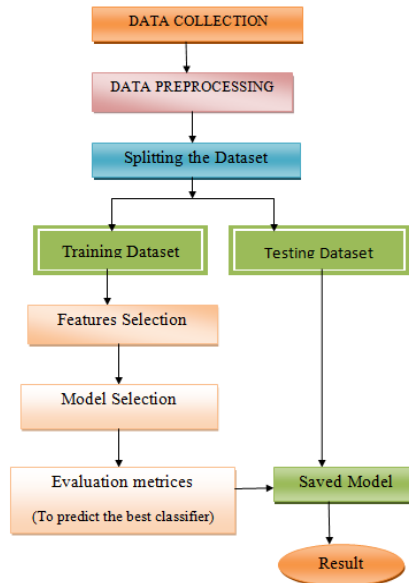 DATA COLLECTION
DATA PREPROCESSING
Splitting the Dataset
Training Dataset
Testing Dataset
Features Selection
Model Selection
Evaluation metrices
(To predict the best classifier)
Saved Model
Result